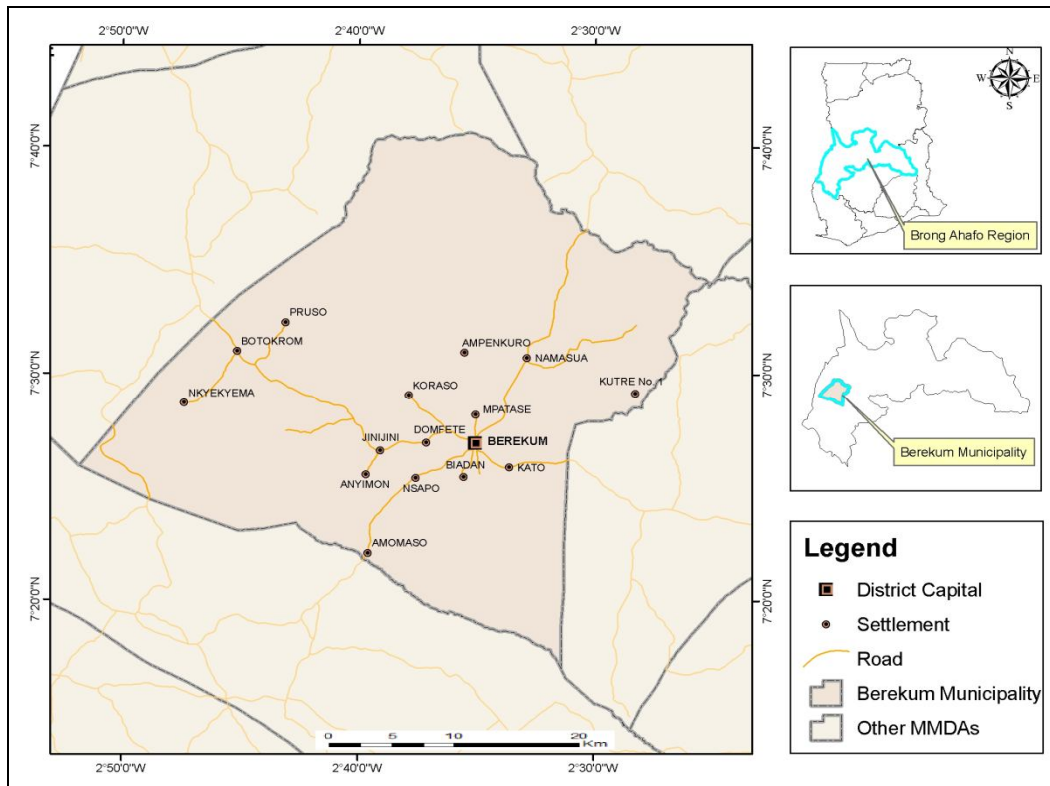 2°50'0"W
2°40'0"W
2°30'0"W
7°40'0"N
7°40'0"N
7°30'0"N
7°30'0"N
7°20'0"N
7°20'0"N
PRUSO
BOTOKROM
AMPENKURO
NAMASUA
NKYEKYEMA
KORASO
KUTRE No. 1
MPATASE
DOMFETE
JINIJINI
BEREKUM
BIADAN
KATO
ANYIMON
NSAPO
AMOMASO
0 5 10 20
Km
2°50'0"W
2°40'0"W
2°30'0"W
N
W
E
S
Brong Ahafo Region
Berekum Municipality
Legend
District Capital
Settlement
Road
Berekum Municipality
Other MMDAs